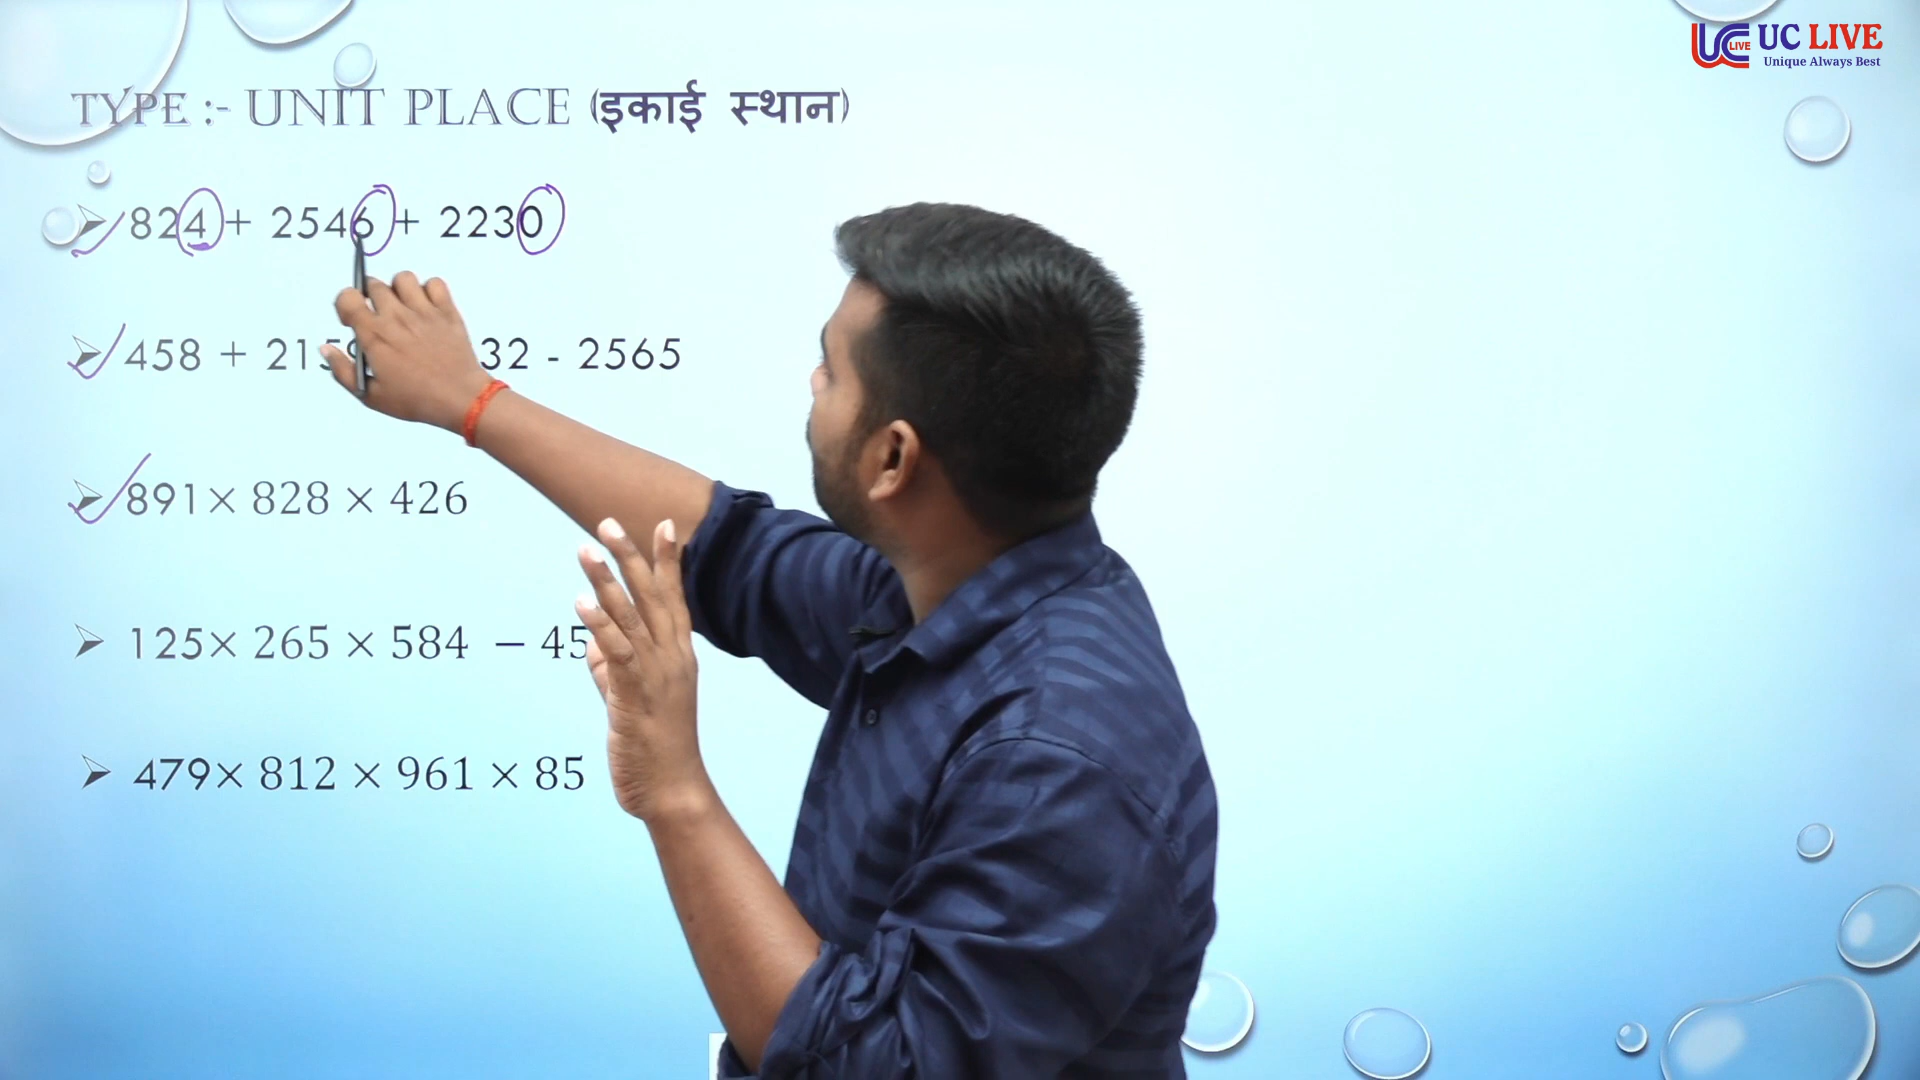 LIVE UC LIVE
Unique Always Best
TYPE :- UNIT PLACE (इकाई स्थान)
824 + 2546 + 2230
458 + 32 - 2565
891 × 828 × 426
125 × 265 × 584 – 45
479 × 812 × 961 × 85